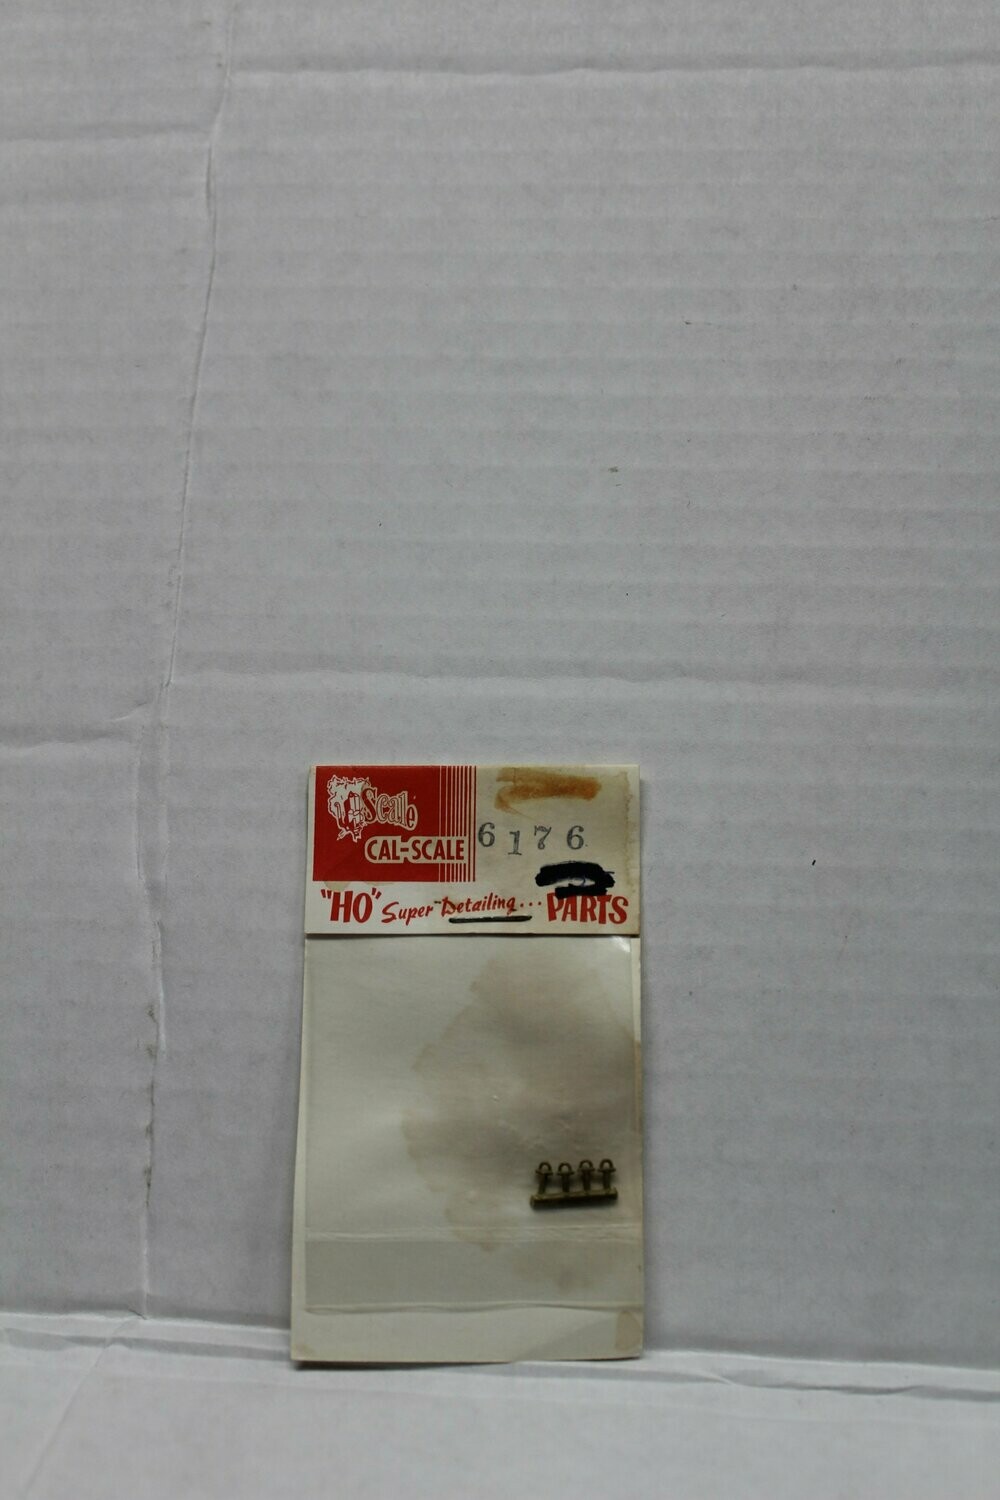 Scale
CAL-SCALE
6176
"HO" Super-Detailing... PARTS